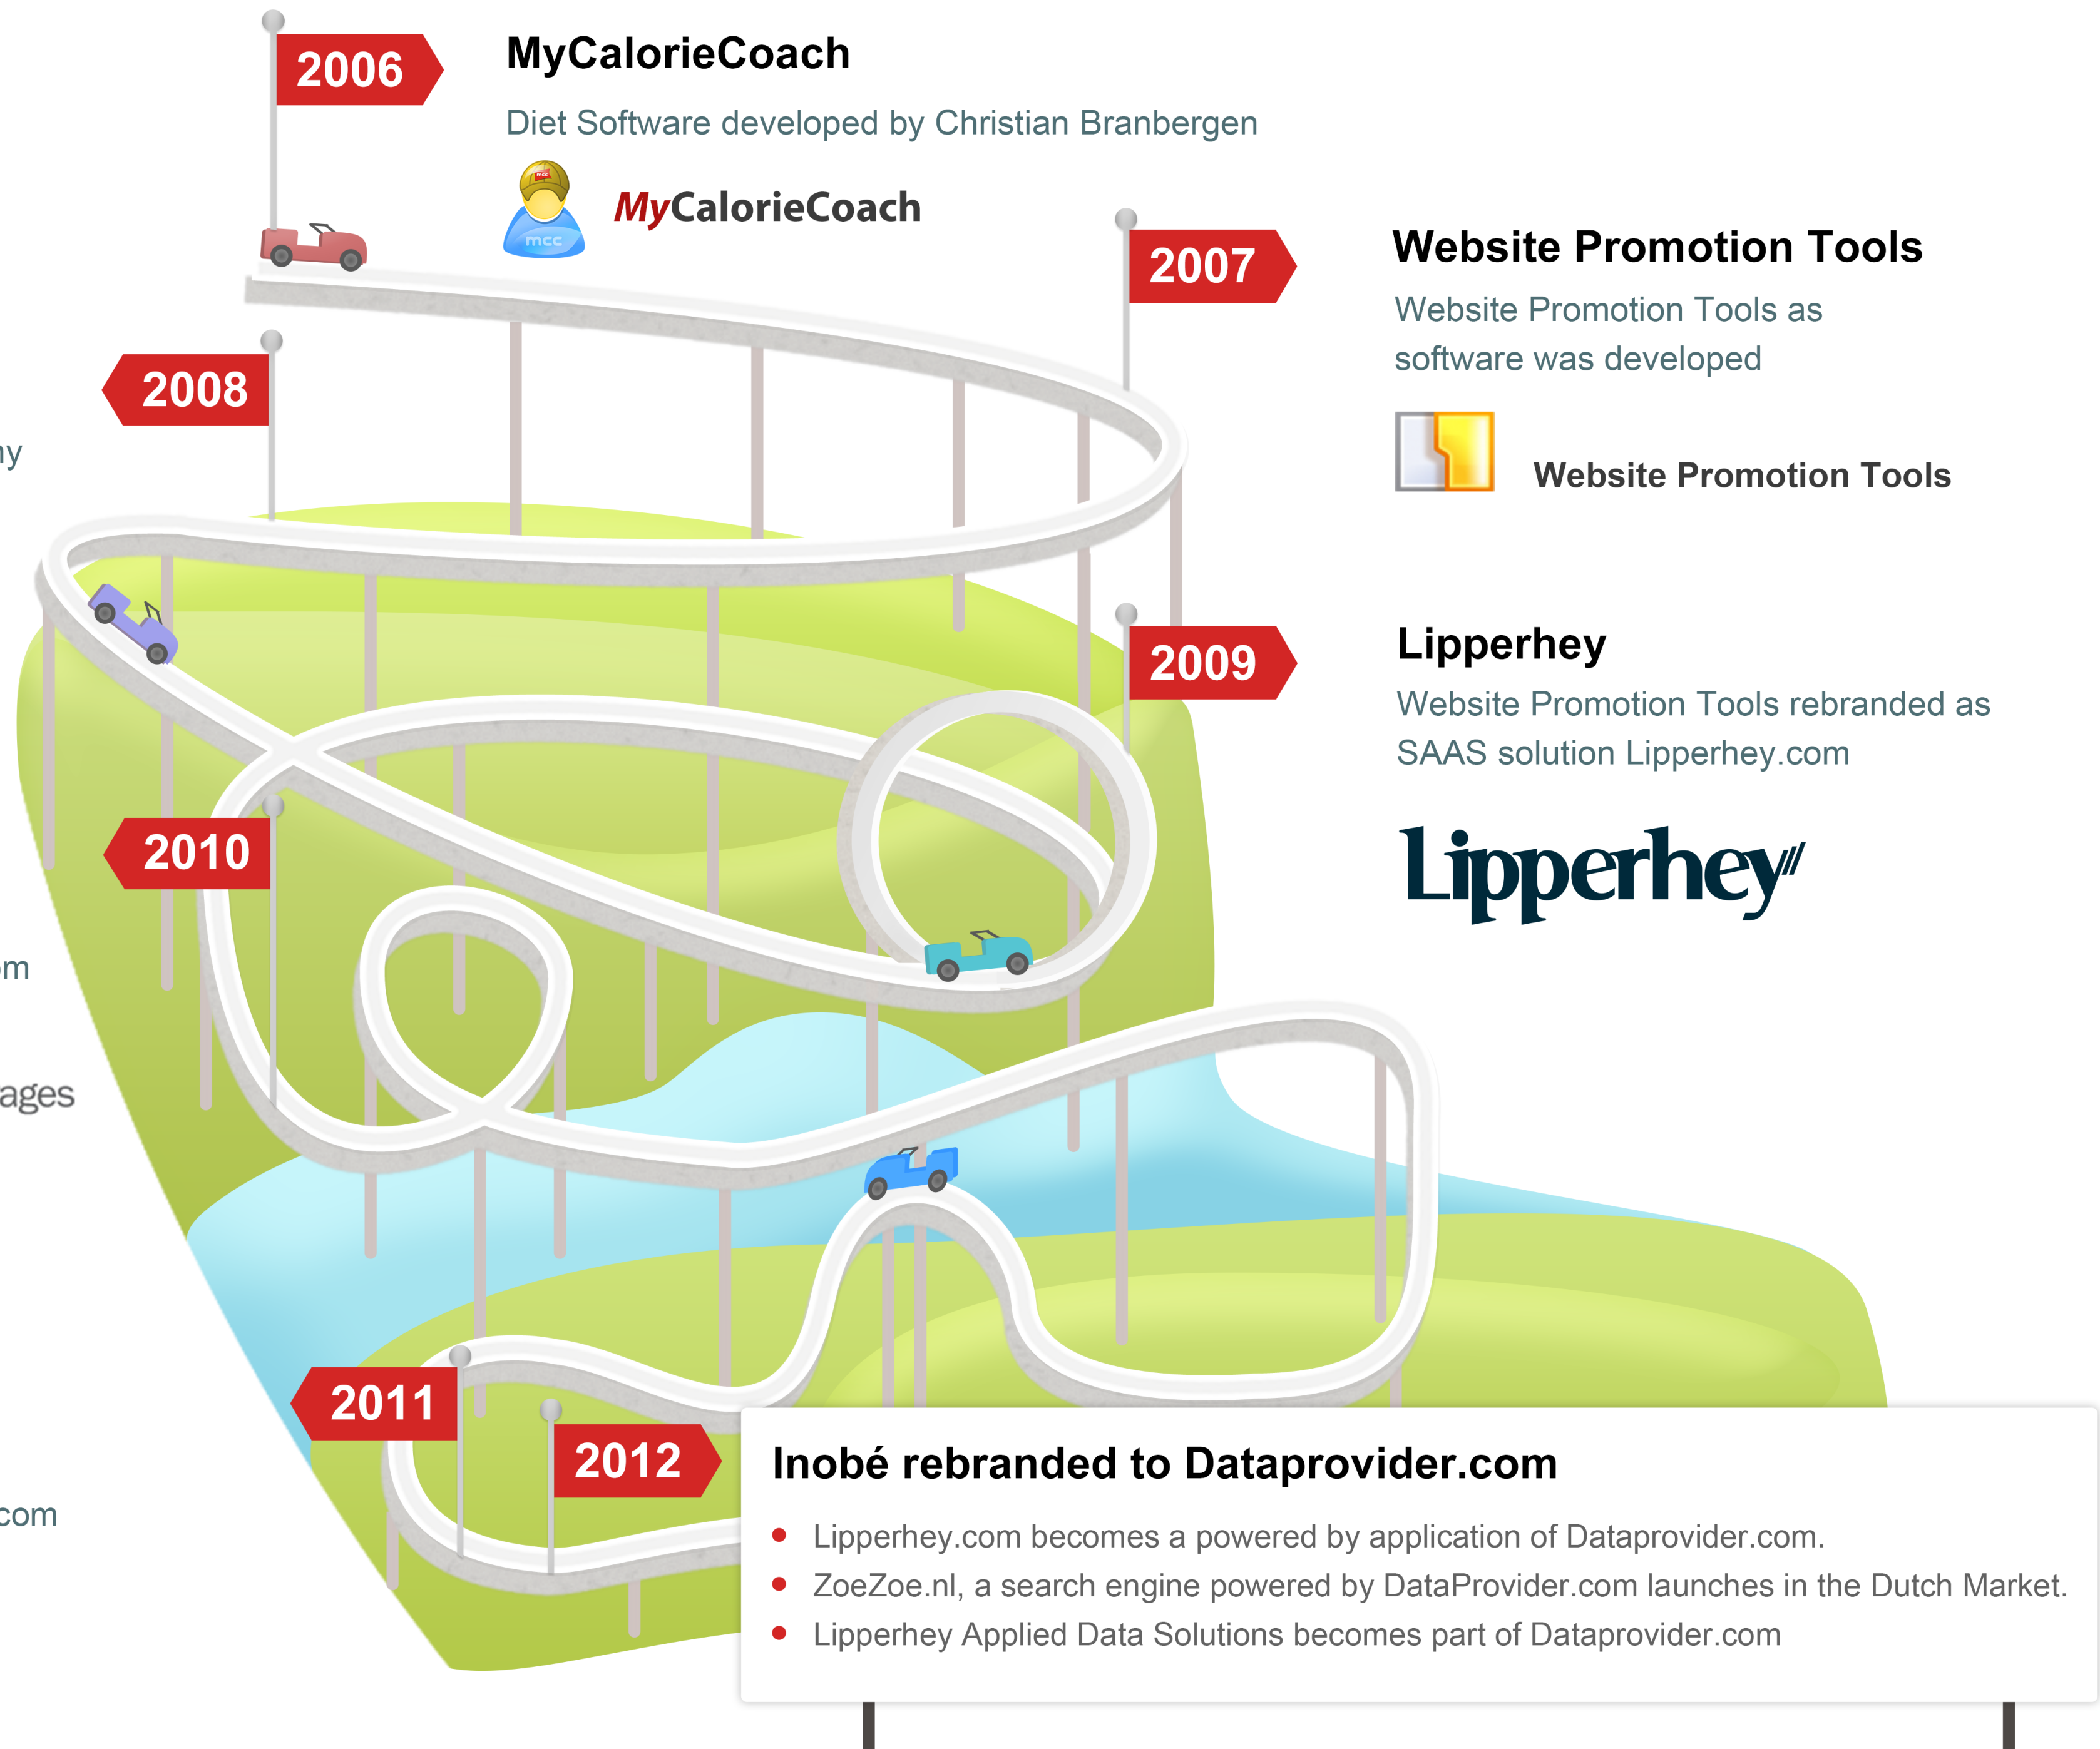 2006
MyCalorieCoach
Diet Software developed by Christian Branbergen
mcc
mcc
MyCalorieCoach
2007
Website Promotion Tools
Website Promotion Tools as
software was developed
Website Promotion Tools
2008
2009
Lipperhey
Website Promotion Tools rebranded as
SAAS solution Lipperhey.com
Lipperhey
2010
ages
2011
com
2012
Inobé rebranded to Dataprovider.com
• Lipperhey.com becomes a powered by application of Dataprovider.com.
• ZoeZoe.nl, a search engine powered by DataProvider.com launches in the Dutch Market.
• Lipperhey Applied Data Solutions becomes part of Dataprovider.com